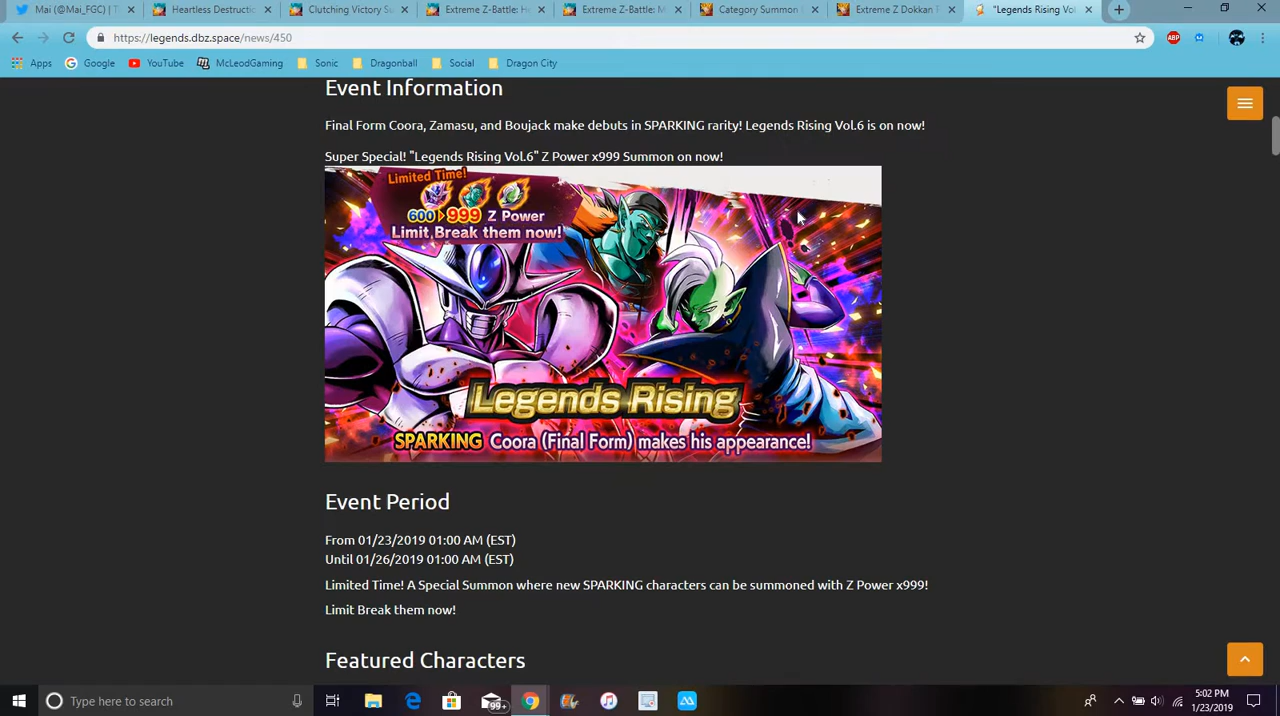 Mai (@Mai_FGC) | T
Heartless Destructio
Clutching Victory Su
Extreme Z-Battle: He
Extreme Z-Battle: M
Category Summon
Extreme Z Dokkan
"Legends Rising Vol
https://legends.dbz.space/news/450
ABP
Apps
Google
YouTube
McLeodGaming
Sonic
Dragonball
Social
Dragon City
Event Information
Final Form Coora, Zamasu, and Boujack make debuts in SPARKING rarity! Legends Rising Vol.6 is on now!
Super Special! "Legends Rising Vol.6" Z Power x999 Summon on now!
Limited Time!
600 999 Z Power
Limit Break them now!
Legends Rising
SPARKING Coora (Final Form) makes his appearance!
Event Period
From 01/23/2019 01:00 AM (EST)
Until 01/26/2019 01:00 AM (EST)
Limited Time! A Special Summon where new SPARKING characters can be summoned with Z Power x999!
Limit Break them now!
Featured Characters
Type here to search
99+
5:02 PM
1/23/2019